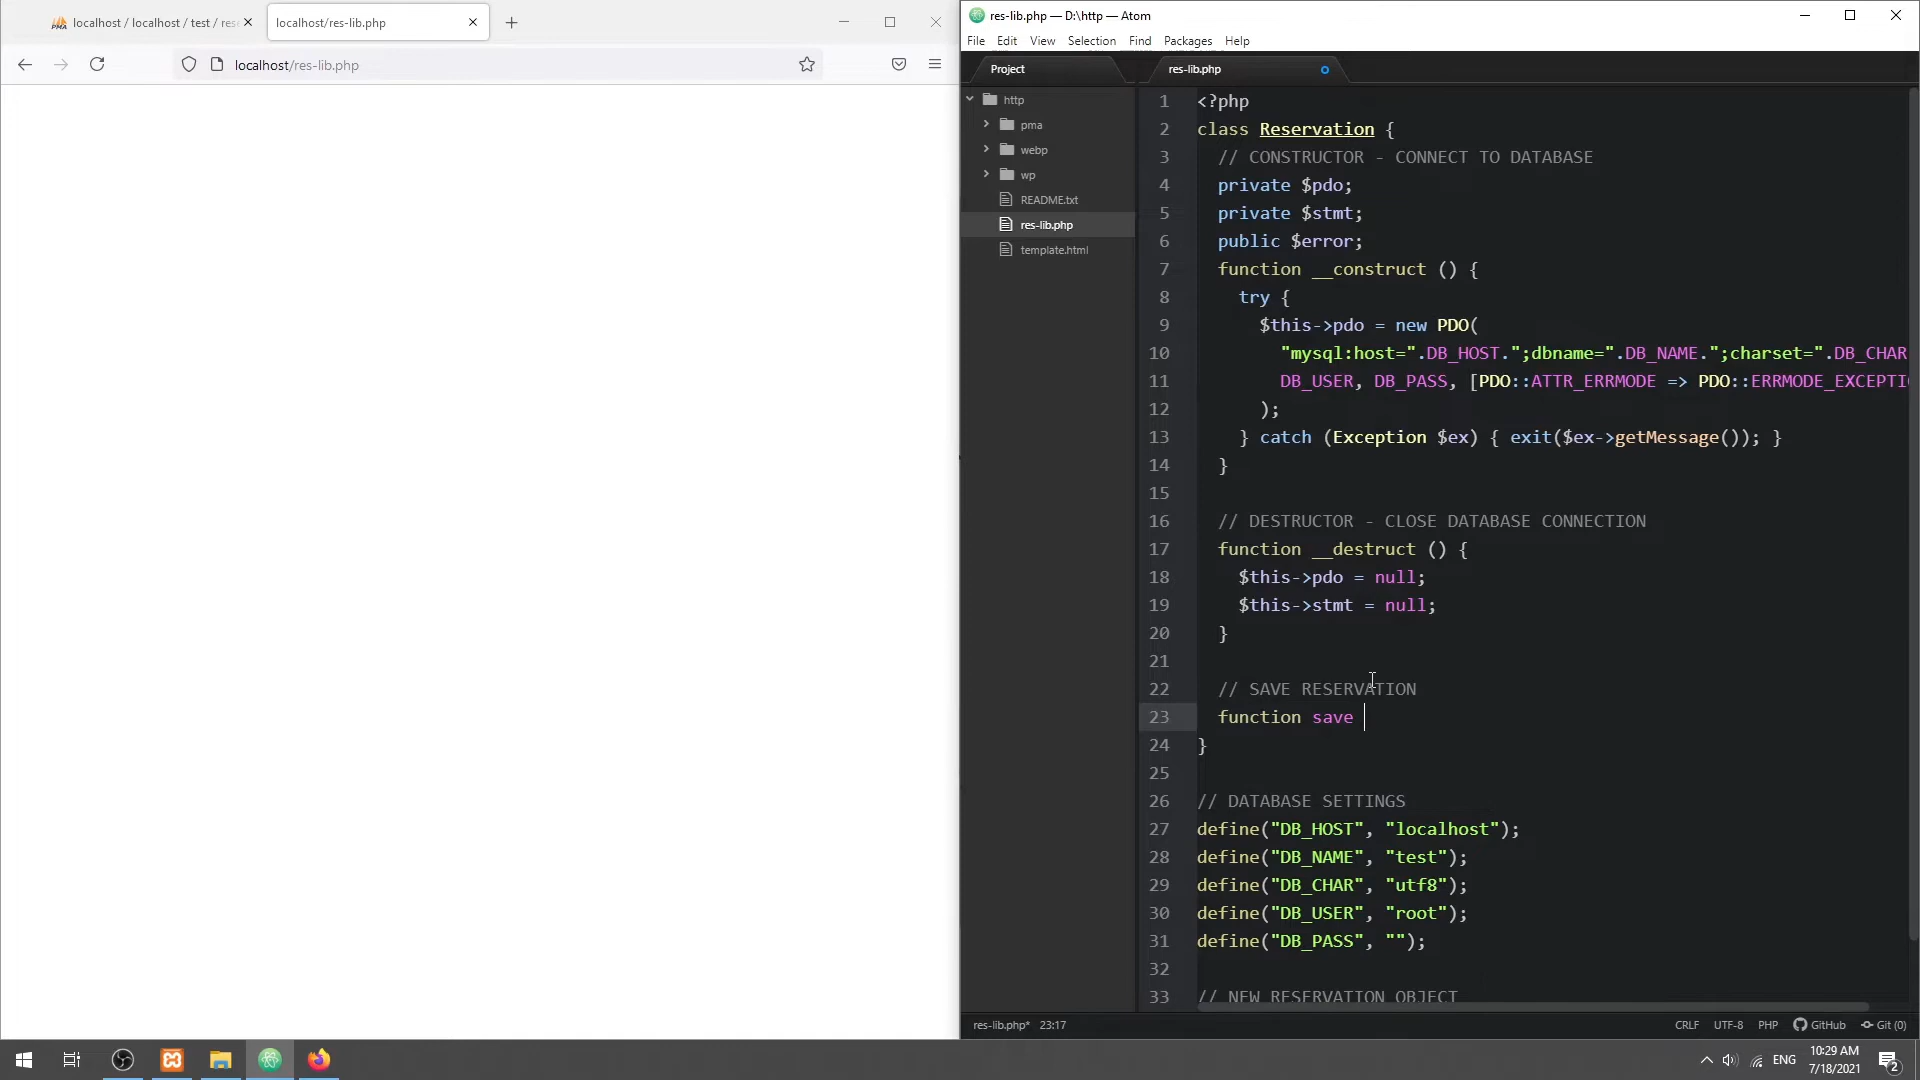 localhost / localhost / test / res
localhost/res-lib.php
localhost/res-lib.php
res-lib.php — D:\http — Atom
File Edit View Selection Find Packages Help
Project
res-lib.php
http
pma
webp
wp
README.txt
res-lib.php
template.html
1 <?php
2 class Reservation {
3 // CONSTRUCTOR - CONNECT TO DATABASE
4 private $pdo;
5 private $stmt;
6 public $error;
7 function __construct () {
8 try {
9 $this->pdo = new PDO(
10 "mysql:host=".DB_HOST.";dbname=".DB_NAME.";charset=".DB_CHAR
11 DB_USER, DB_PASS, [PDO::ATTR_ERRMODE => PDO::ERRMODE_EXCEPTI
12 );
13 } catch (Exception $ex) { exit($ex->getMessage()); }
14 }
15
16 // DESTRUCTOR - CLOSE DATABASE CONNECTION
17 function __destruct () {
18 $this->pdo = null;
19 $this->stmt = null;
20 }
21
22 // SAVE RESERVATION
23 function save
24 }
25
26 // DATABASE SETTINGS
27 define("DB_HOST", "localhost");
28 define("DB_NAME", "test");
29 define("DB_CHAR", "utf8");
30 define("DB_USER", "root");
31 define("DB_PASS", "");
32
33 // NEW RESERVATION OBJECT
res-lib.php* 23:17
CRLF UTF-8 PHP GitHub Git (0)
ENG
10:29 AM
7/18/2021
2